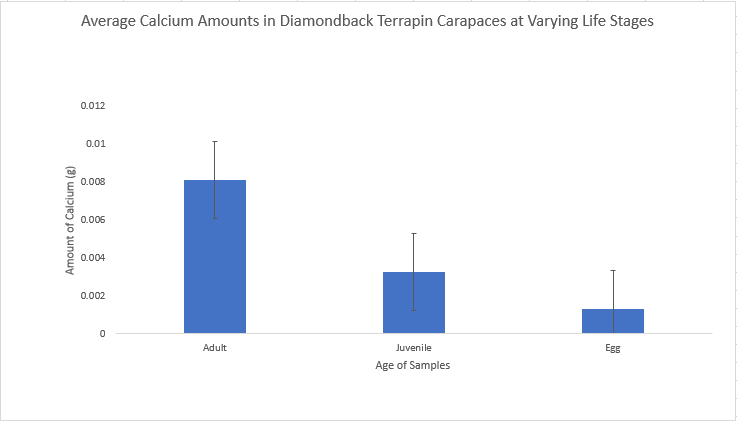 Average Calcium Amounts in Diamondback Terrapin Carapaces at Varying Life Stages
0.012
0.01
0.008
0.006
0.004
0.002
0
Amount of Calcium (g)
Adult
Juvenile
Egg
Age of Samples